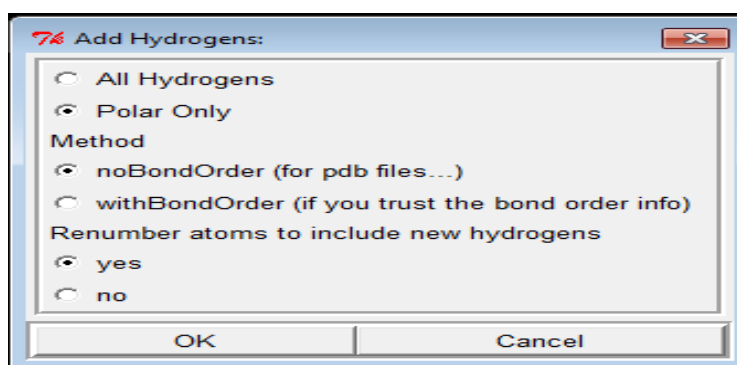 Add Hydrogens:
All Hydrogens
Polar Only
Method
noBondOrder (for pdb files...)
withBondOrder (if you trust the bond order info)
Renumber atoms to include new hydrogens
yes
no
OK Cancel